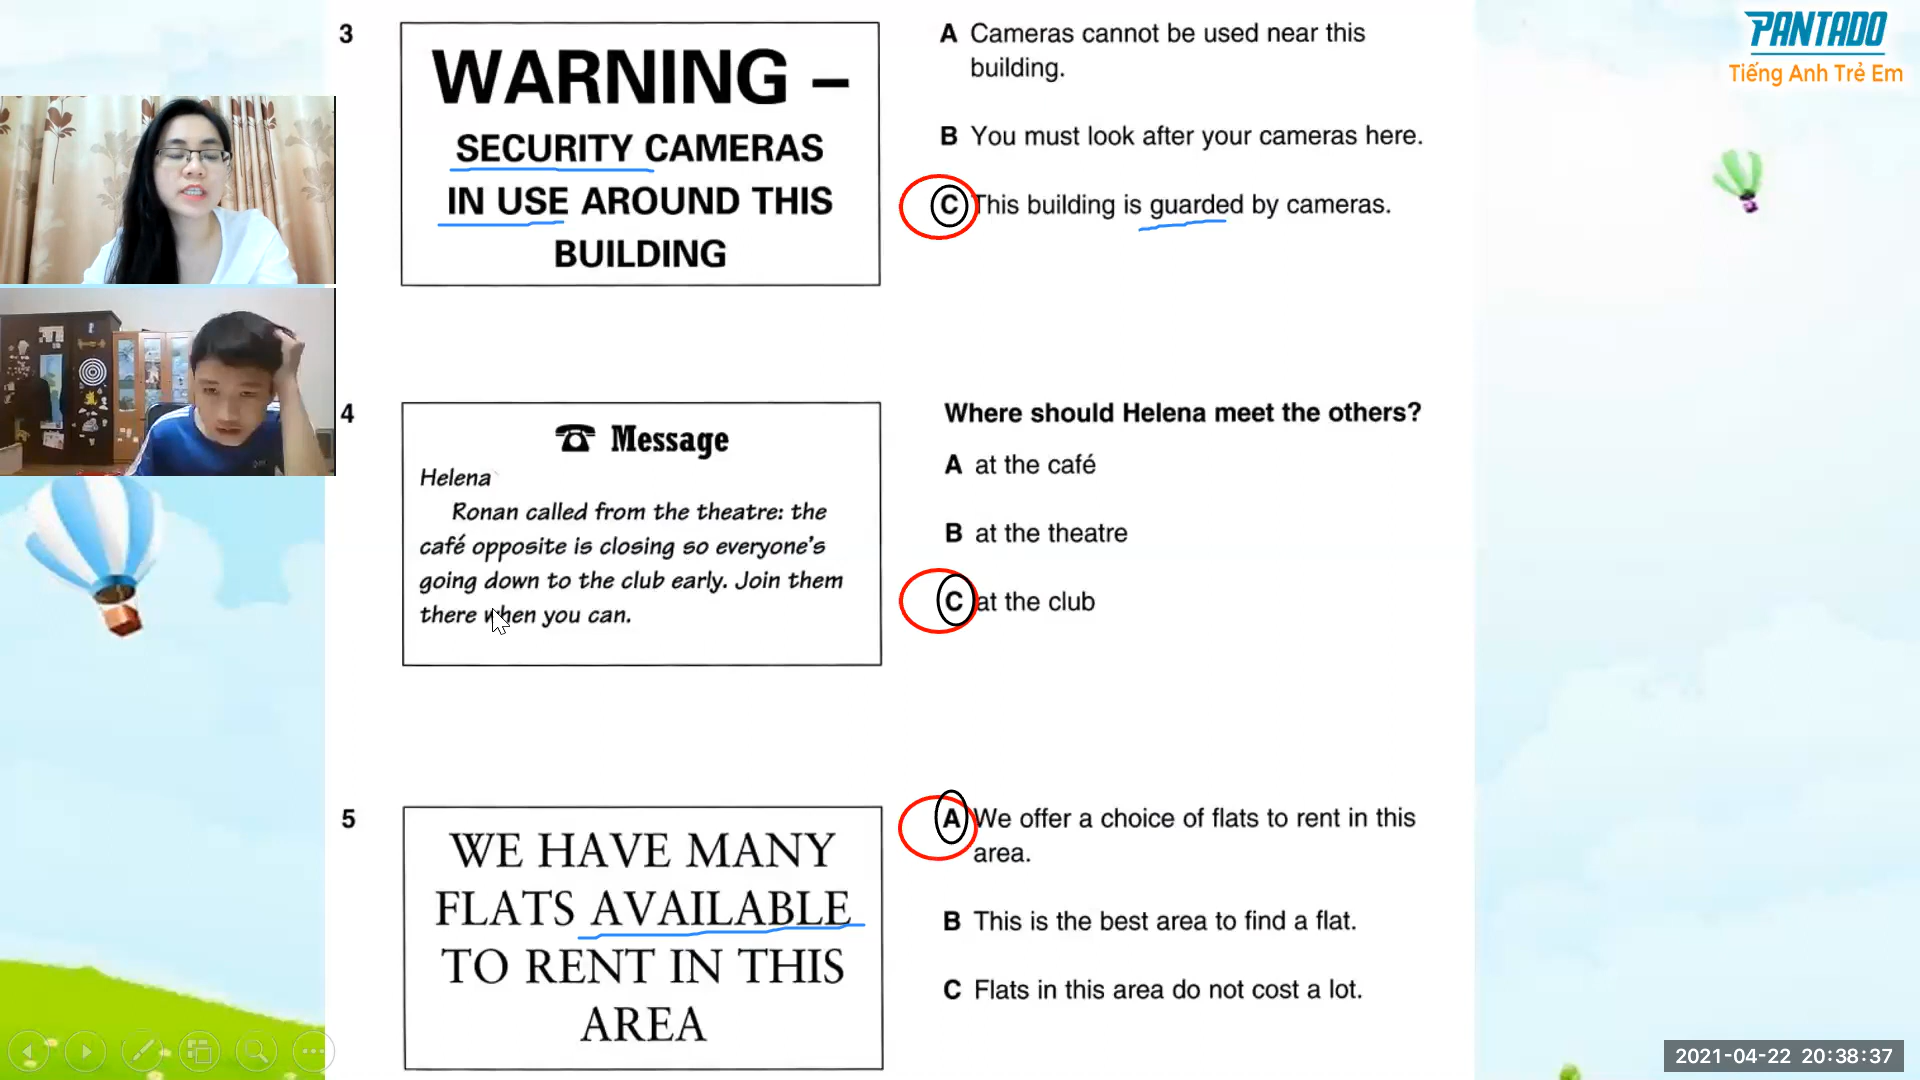 PANTADO
Tiếng Anh Trẻ Em
3
WARNING –
SECURITY CAMERAS
IN USE AROUND THIS
BUILDING
A Cameras cannot be used near this
building.
B You must look after your cameras here.
C This building is guarded by cameras.
4
Message
Helena
Ronan called from the theatre: the
café opposite is closing so everyone's
going down to the club early. Join them
there when you can.
Where should Helena meet the others?
A at the café
B at the theatre
C at the club
5
WE HAVE MANY
FLATS AVAILABLE
TO RENT IN THIS
AREA
A We offer a choice of flats to rent in this
area.
B This is the best area to find a flat.
C Flats in this area do not cost a lot.
2021-04-22 20:38:37